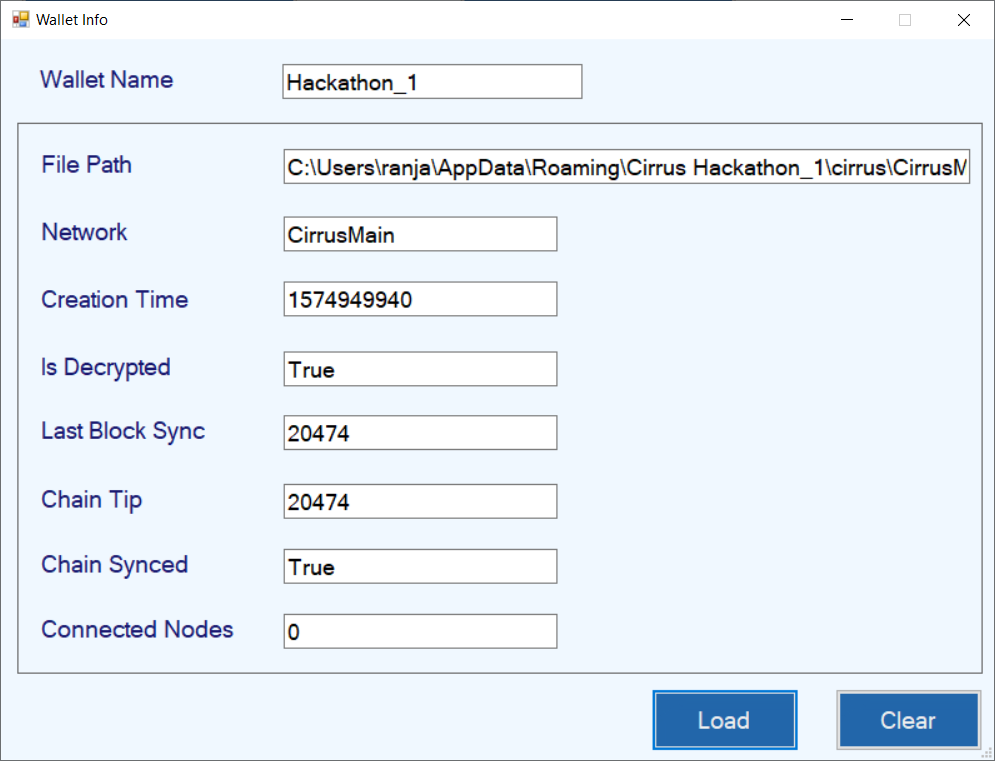 Wallet Info
Wallet Name Hackathon_1
File Path C:\Users\ranja\AppData\Roaming\Cirrus Hackathon_1\cirrus\CirrusM
Network CirrusMain
Creation Time 1574949940
Is Decrypted True
Last Block Sync 20474
Chain Tip 20474
Chain Synced True
Connected Nodes 0
Load Clear